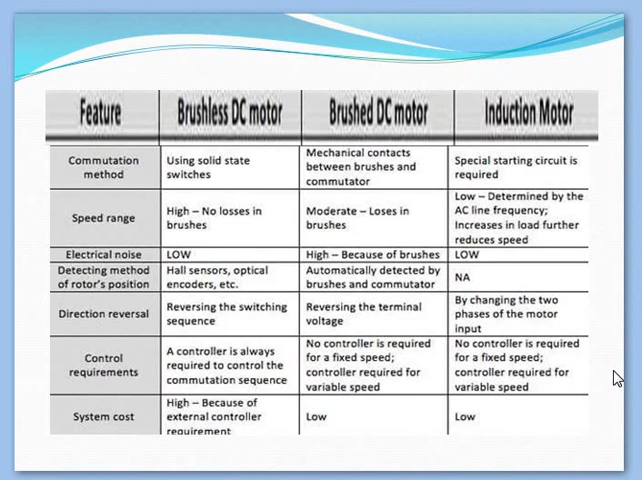 Feature Brushless DC motor Brushed DC motor Induction Motor
Commutation
method
Using solid state
switches
Mechanical contacts
between brushes and
commutator
Special starting circuit is
required
Speed range
High – No losses in
brushes
Moderate – Loses in
brushes
Low – Determined by the
AC line frequency;
Increases in load further
reduces speed
Electrical noise
LOW
High – Because of brushes
LOW
Detecting method
of rotor's position
Hall sensors, optical
encoders, etc.
Automatically detected by
brushes and commutator
NA
Direction reversal
Reversing the switching
sequence
Reversing the terminal
voltage
By changing the two
phases of the motor
input
Control
requirements
A controller is always
required to control the
commutation sequence
No controller is required
for a fixed speed;
controller required for
variable speed
No controller is required
for a fixed speed;
controller required for
variable speed
System cost
High – Because of
external controller
requirement
Low
Low